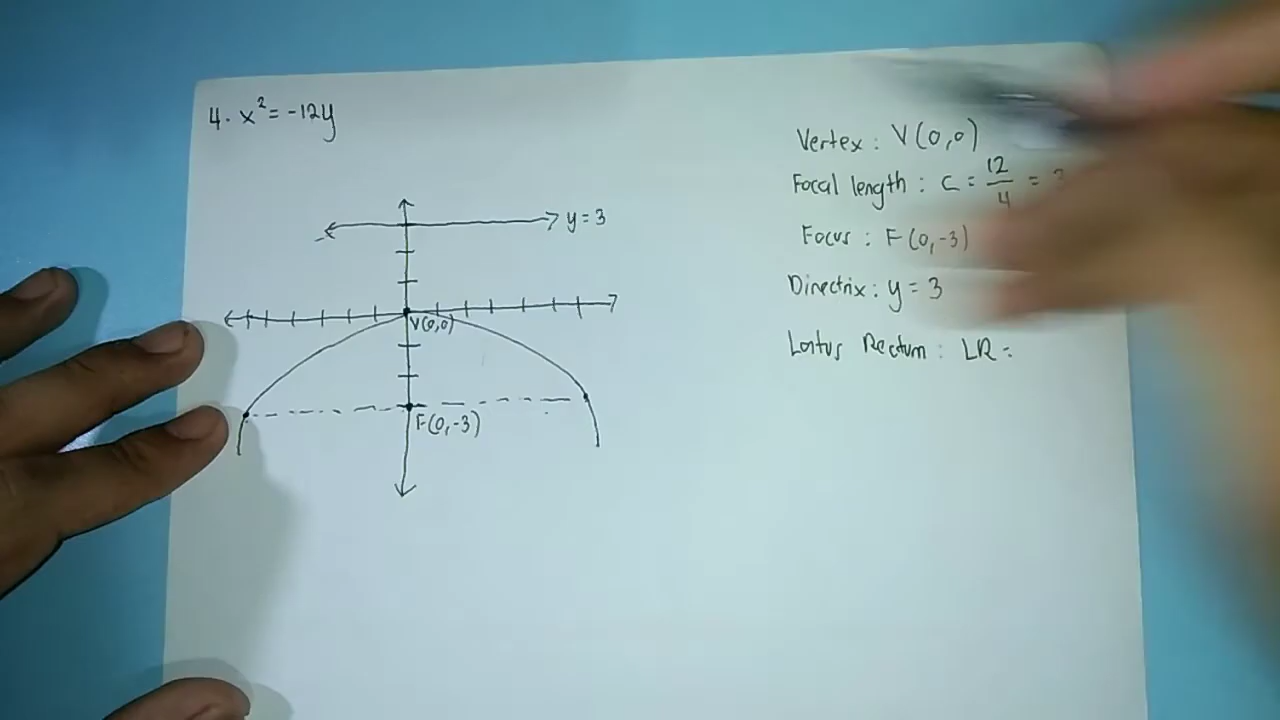 4. x² = -12y
Vertex : V(0,0)
Focal length : C = 12/4 =
Focus : F(0,-3)
Directrix : y = 3
Latus Rectum : LR =
y = 3
V(0,0)
F(0,-3)